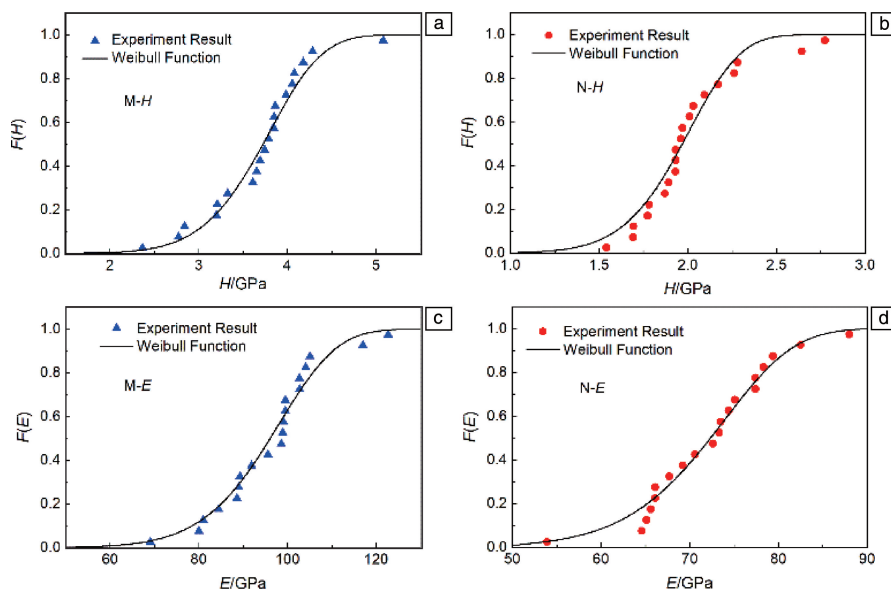 a
Experiment Result
Weibull Function
M-H
F(H)
1.0
0.8
0.6
0.4
0.2
0.0
2 3 4 5
H/GPa
b
Experiment Result
Weibull Function
N-H
F(H)
1.0
0.8
0.6
0.4
0.2
0.0
1.0 1.5 2.0 2.5 3.0
H/GPa
c
Experiment Result
Weibull Function
M-E
F(E)
1.0
0.8
0.6
0.4
0.2
0.0
60 80 100 120
E/GPa
d
Experiment Result
Weibull Function
N-E
F(E)
1.0
0.8
0.6
0.4
0.2
0.0
50 60 70 80 90
E/GPa